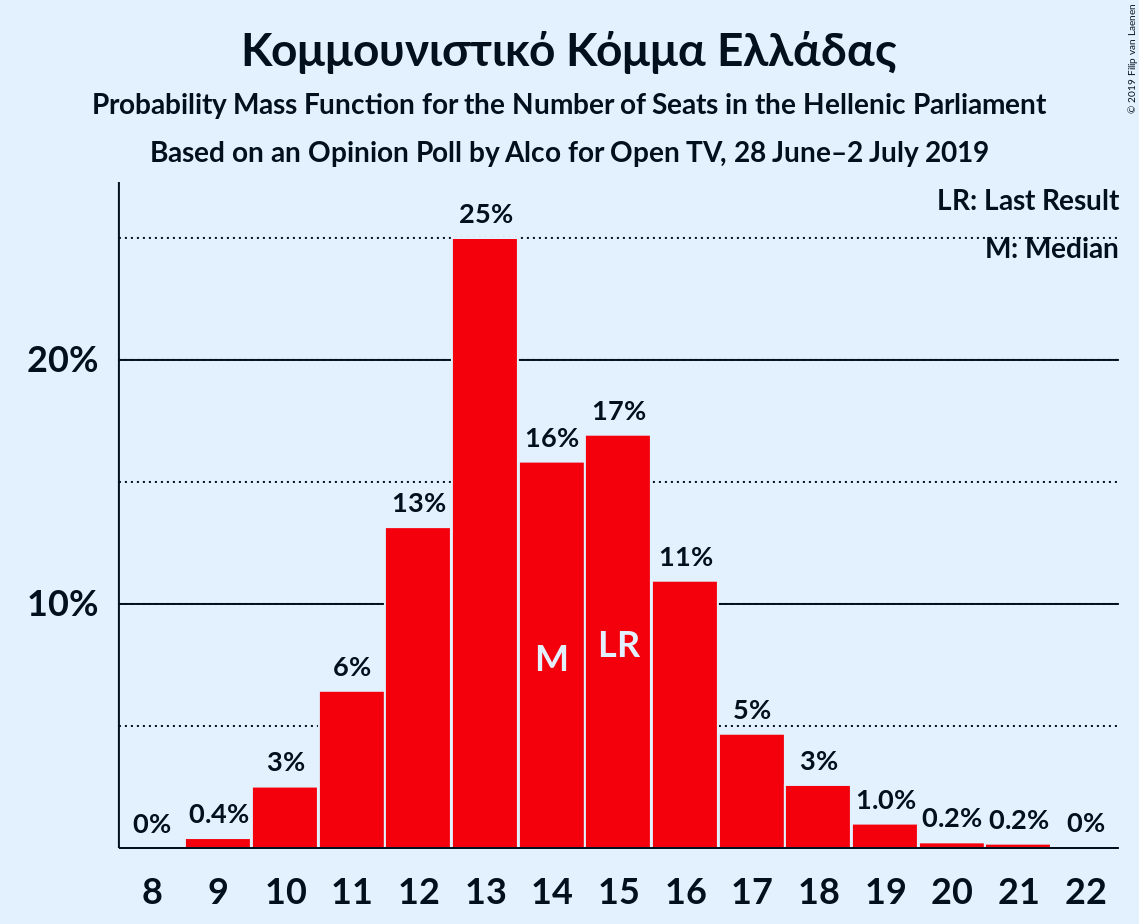 Κομμουνιστικό Κόμμα Ελλάδας
Probability Mass Function for the Number of Seats in the Hellenic Parliament
Based on an Opinion Poll by Alco for Open TV, 28 June–2 July 2019
© 2019 Filip van Laenen
LR: Last Result
M: Median
25%
20%
17%
16%
13%
11%
10%
M
LR
6%
5%
3%
3%
1.0%
0%
0.4%
0.2%
0.2%
0%
8 9 10 11 12 13 14 15 16 17 18 19 20 21 22